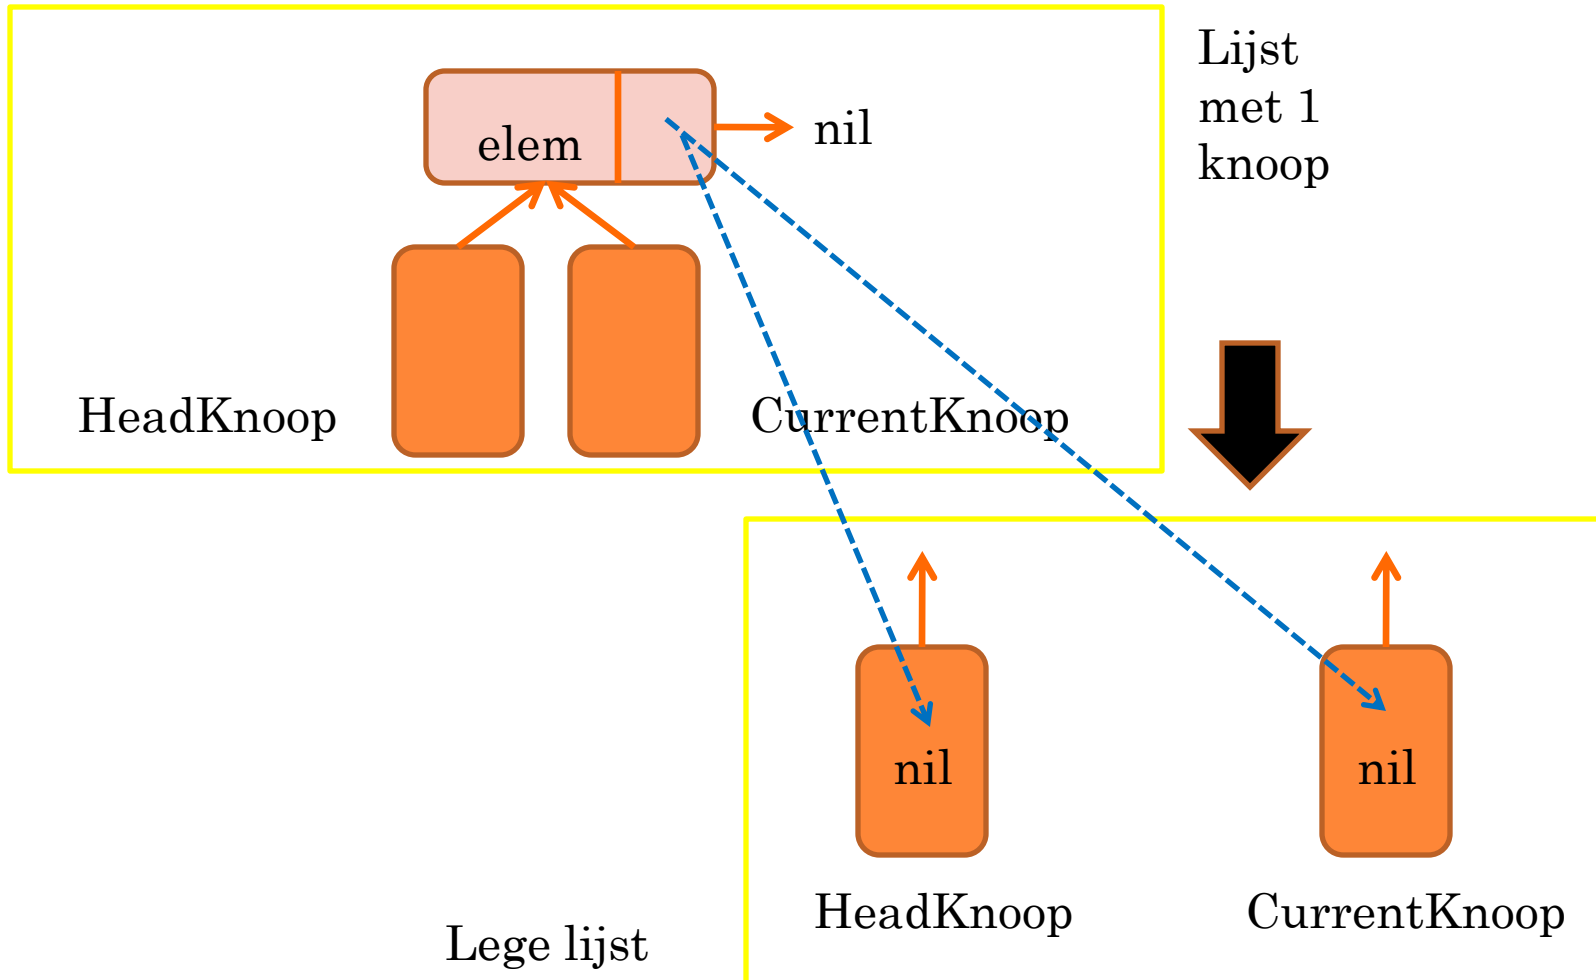 Lijst
met 1
knoop
elem
nil
HeadKnoop
CurrentKnoop
nil
nil
HeadKnoop
CurrentKnoop
Lege lijst